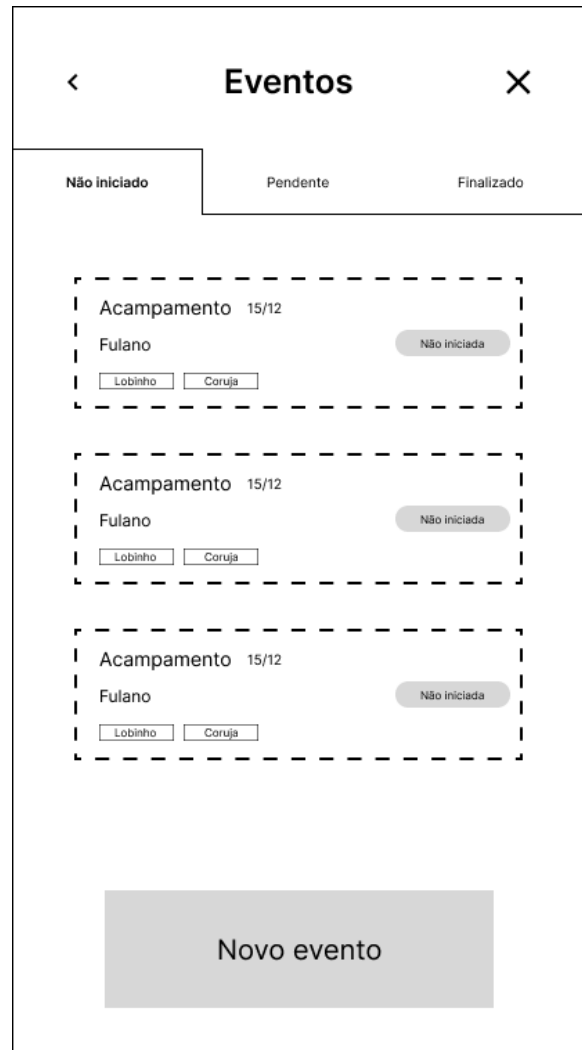 Eventos
Não iniciado Pendente Finalizado
Acampamento 15/12
Fulano Não iniciada
Lobinho Coruja
Acampamento 15/12
Fulano Não iniciada
Lobinho Coruja
Acampamento 15/12
Fulano Não iniciada
Lobinho Coruja
Novo evento